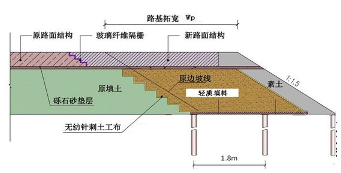 路基拓宽 Wp
原路面结构 玻璃纤维隔栅 新路面结构
原边坡线
素土 1:1.5
原填土
轻质填料
砾石砂垫层
无纺针刺土工布
1.8m